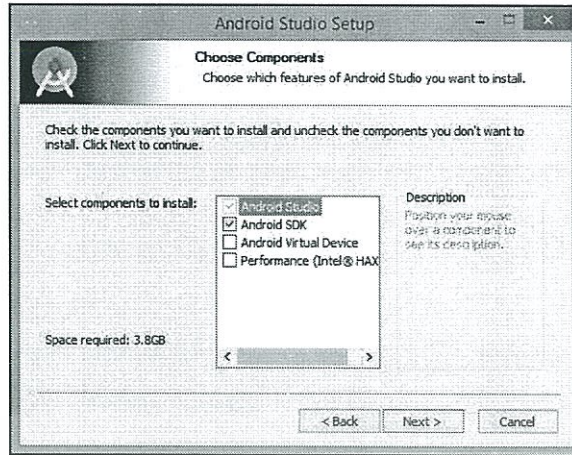 Android Studio Setup
Choose Components
Choose which features of Android Studio you want to install.
Check the components you want to install and uncheck the components you don't want to
install. Click Next to continue.
Select components to install:
Android Studio
Android SDK
Android Virtual Device
Performance (Intel® HAX
Description
Position your mouse
over a component to
see its description.
Space required: 3.8GB
< Back
Next >
Cancel